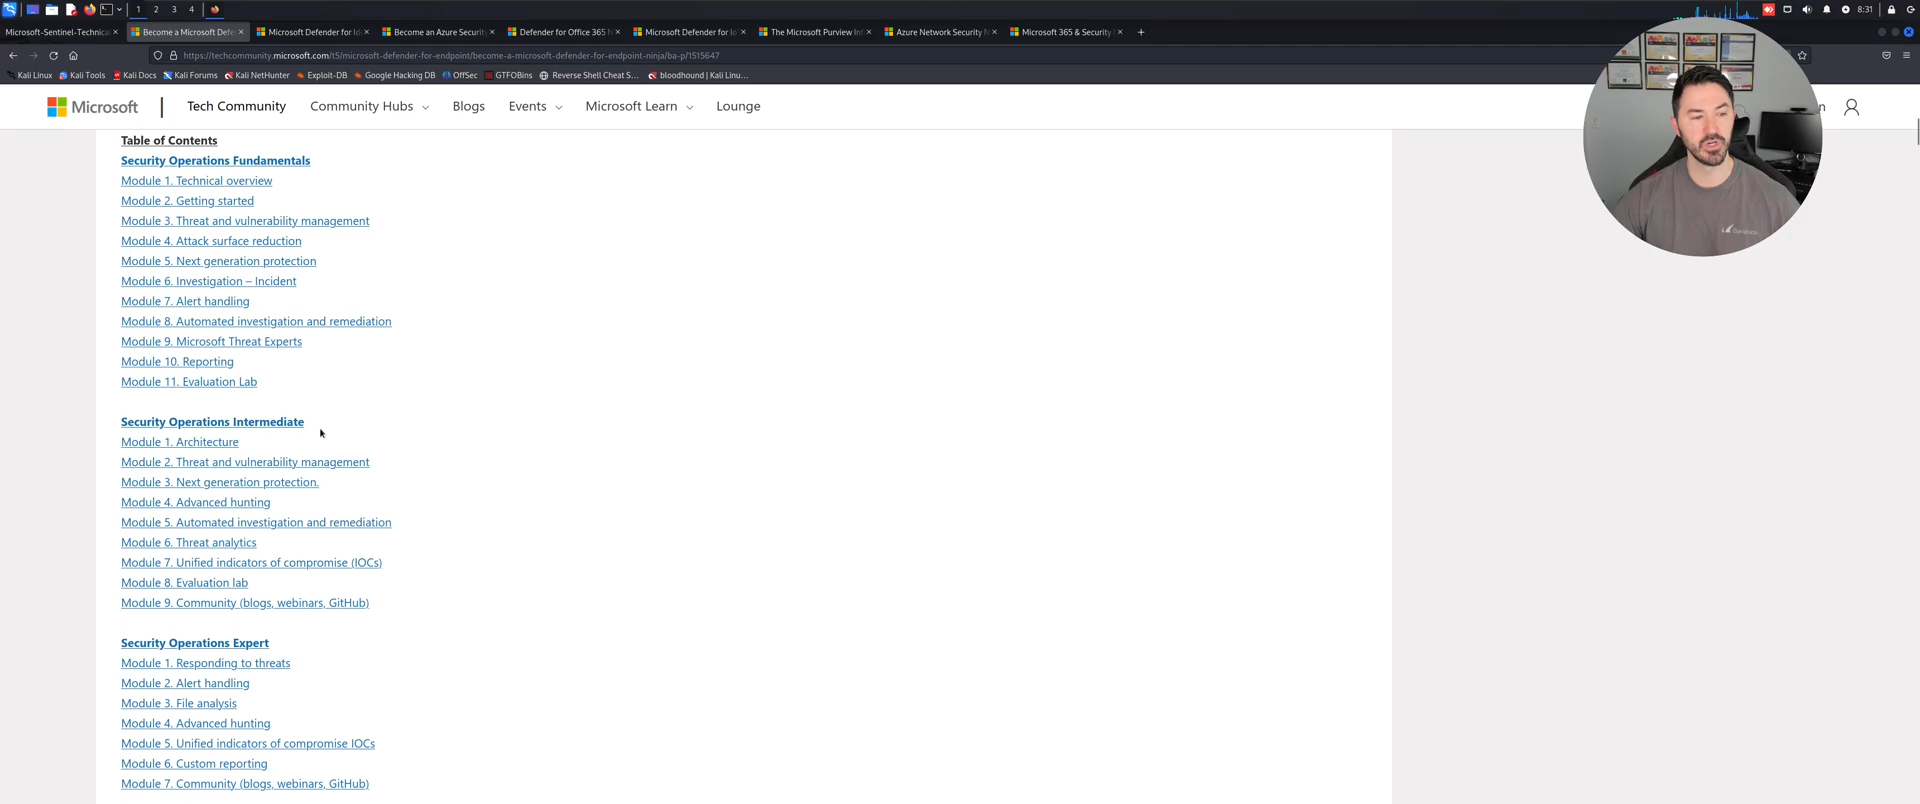 1
2
3
4
8:31
Microsoft-Sentinel-Technical
Become a Microsoft Defe
Microsoft Defender for Id
Become an Azure Security
Defender for Office 365 N
Microsoft Defender for Io
The Microsoft Purview Inf
Azure Network Security N
Microsoft 365 & Security
https://techcommunity.microsoft.com/t5/microsoft-defender-for-endpoint/become-a-microsoft-defender-for-endpoint-ninja/ba-p/1515647
Kali Linux
Kali Tools
Kali Docs
Kali Forums
Kali NetHunter
Exploit-DB
Google Hacking DB
OffSec
GTFOBins
Reverse Shell Cheat S...
bloodhound | Kali Linu...
Microsoft
Tech Community
Community Hubs
Blogs
Events
Microsoft Learn
Lounge
Table of Contents
Security Operations Fundamentals
Module 1. Technical overview
Module 2. Getting started
Module 3. Threat and vulnerability management
Module 4. Attack surface reduction
Module 5. Next generation protection
Module 6. Investigation – Incident
Module 7. Alert handling
Module 8. Automated investigation and remediation
Module 9. Microsoft Threat Experts
Module 10. Reporting
Module 11. Evaluation Lab
Security Operations Intermediate
Module 1. Architecture
Module 2. Threat and vulnerability management
Module 3. Next generation protection.
Module 4. Advanced hunting
Module 5. Automated investigation and remediation
Module 6. Threat analytics
Module 7. Unified indicators of compromise (IOCs)
Module 8. Evaluation lab
Module 9. Community (blogs, webinars, GitHub)
Security Operations Expert
Module 1. Responding to threats
Module 2. Alert handling
Module 3. File analysis
Module 4. Advanced hunting
Module 5. Unified indicators of compromise IOCs
Module 6. Custom reporting
Module 7. Community (blogs, webinars, GitHub)